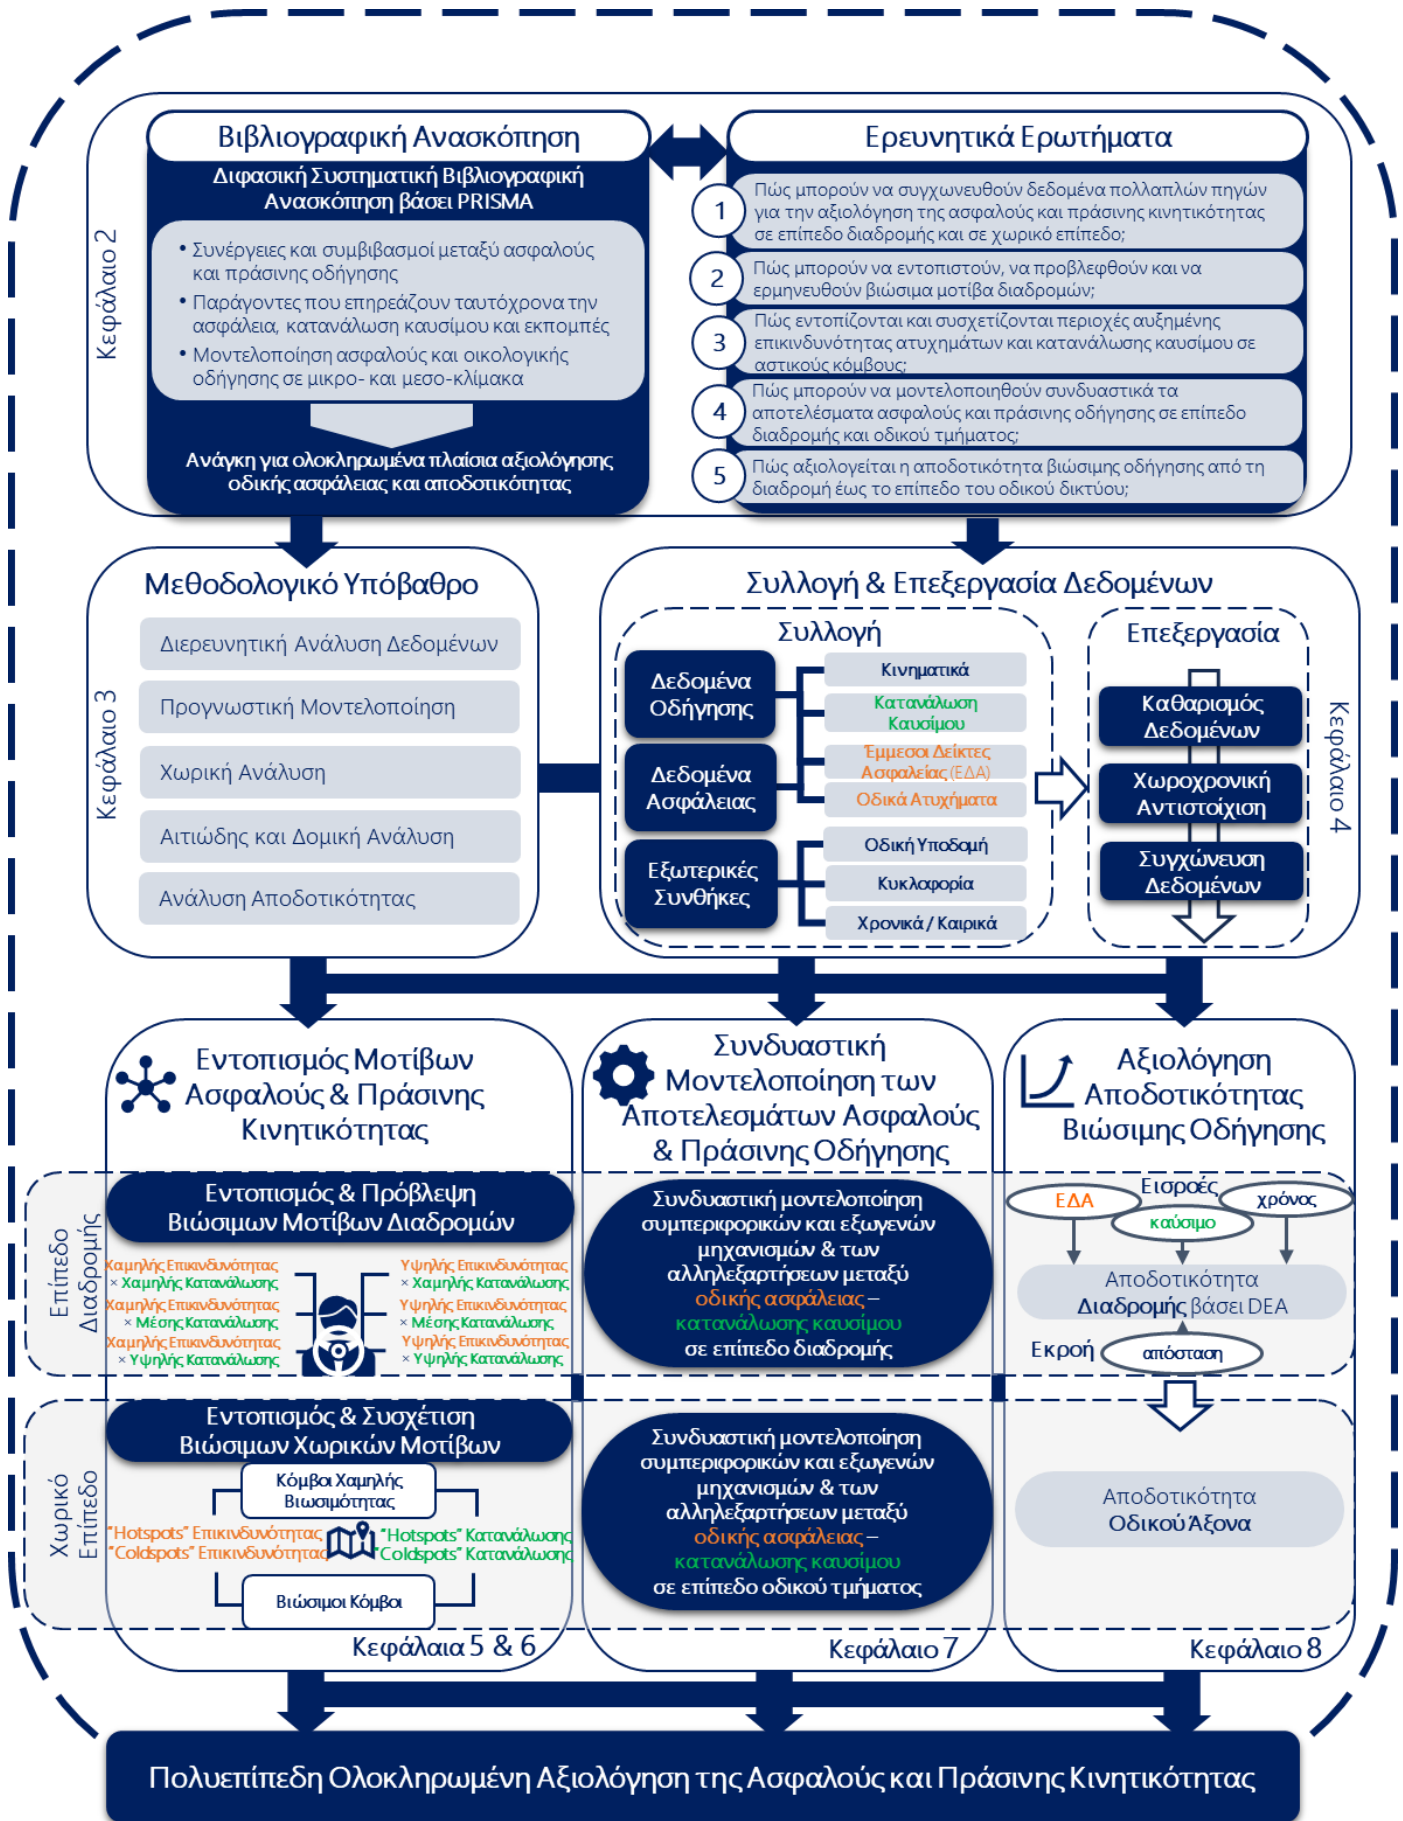 Κεφάλαιο 2
Βιβλιογραφική Ανασκόπηση
Διφασική Συστηματική Βιβλιογραφική
Ανασκόπηση βάσει PRISMA
• Συνέργειες και συμβιβασμοί μεταξύ ασφαλούς
και πράσινης οδήγησης
• Παράγοντες που επηρεάζουν ταυτόχρονα την
ασφάλεια, κατανάλωση καυσίμου και εκπομπές
• Μοντελοποίηση ασφαλούς και οικολογικής
οδήγησης σε μικρο- και μεσο-κλίμακα
Ανάγκη για ολοκληρωμένα πλαίσια αξιολόγησης
οδικής ασφάλειας και αποδοτικότητας
Ερευνητικά Ερωτήματα
1
Πώς μπορούν να συγχωνευθούν δεδομένα πολλαπλών πηγών
για την αξιολόγηση της ασφαλούς και πράσινης κινητικότητας
σε επίπεδο διαδρομής και σε χωρικό επίπεδο;
2
Πώς μπορούν να εντοπιστούν, να προβλεφθούν και να
ερμηνευθούν βιώσιμα μοτίβα διαδρομών;
3
Πώς εντοπίζονται και συσχετίζονται περιοχές αυξημένης
επικινδυνότητας ατυχημάτων και κατανάλωσης καυσίμου σε
αστικούς κόμβους;
4
Πώς μπορούν να μοντελοποιηθούν συνδυαστικά τα
αποτελέσματα ασφαλούς και πράσινης οδήγησης σε επίπεδο
διαδρομής και οδικού τμήματος;
5
Πώς αξιολογείται η αποδοτικότητα βιώσιμης οδήγησης από τη
διαδρομή έως το επίπεδο του οδικού δικτύου;
Κεφάλαιο 3
Μεθοδολογικό Υπόβαθρο
Διερευνητική Ανάλυση Δεδομένων
Προγνωστική Μοντελοποίηση
Χωρική Ανάλυση
Αιτιώδης και Δομική Ανάλυση
Ανάλυση Αποδοτικότητας
Συλλογή & Επεξεργασία Δεδομένων
Συλλογή
Δεδομένα
Οδήγησης
Δεδομένα
Ασφάλειας
Εξωτερικές
Συνθήκες
Κινηματικά
Κατανάλωση
Καυσίμου
Έμμεσοι Δείκτες
Ασφαλείας (ΕΔΑ)
Οδικά Ατυχήματα
Οδική Υποδομή
Κυκλοφορία
Χρονικά / Καιρικά
Επεξεργασία
Καθαρισμός
Δεδομένων
Χωροχρονική
Αντιστοίχιση
Συγχώνευση
Δεδομένων
Κεφάλαιο 4
Εντοπισμός Μοτίβων
Ασφαλούς & Πράσινης
Κινητικότητας
Συνδυαστική
Μοντελοποίηση των
Αποτελεσμάτων Ασφαλούς
& Πράσινης Οδήγησης
Αξιολόγηση
Αποδοτικότητας
Βιώσιμης Οδήγησης
Επίπεδο
Διαδρομής
Εντοπισμός & Πρόβλεψη
Βιώσιμων Μοτίβων Διαδρομών
Χαμηλής Επικινδυνότητας
× Χαμηλής Κατανάλωσης
Χαμηλής Επικινδυνότητας
× Μέσης Κατανάλωσης
Χαμηλής Επικινδυνότητας
× Υψηλής Κατανάλωσης
Υψηλής Επικινδυνότητας
× Χαμηλής Κατανάλωσης
Υψηλής Επικινδυνότητας
× Μέσης Κατανάλωσης
Υψηλής Επικινδυνότητας
× Υψηλής Κατανάλωσης
Συνδυαστική μοντελοποίηση
συμπεριφορικών και εξωγενών
μηχανισμών & των
αλληλεξαρτήσεων μεταξύ
οδικής ασφάλειας –
κατανάλωσης καυσίμου
σε επίπεδο διαδρομής
Εισροές
ΕΔΑ
καύσιμο
χρόνος
Αποδοτικότητα
Διαδρομής βάσει DEA
Εκροή
απόσταση
Χωρικό
Επίπεδο
Εντοπισμός & Συσχέτιση
Βιώσιμων Χωρικών Μοτίβων
Κόμβοι Χαμηλής
Βιωσιμότητας
"Hotspots" Επικινδυνότητας
"Coldspots" Επικινδυνότητας
"Hotspots" Κατανάλωσης
"Coldspots" Κατανάλωσης
Βιώσιμοι Κόμβοι
Συνδυαστική μοντελοποίηση
συμπεριφορικών και εξωγενών
μηχανισμών & των
αλληλεξαρτήσεων μεταξύ
οδικής ασφάλειας –
κατανάλωσης καυσίμου
σε επίπεδο οδικού τμήματος
Αποδοτικότητα
Οδικού Άξονα
Κεφάλαια 5 & 6
Κεφάλαιο 7
Κεφάλαιο 8
Πολυεπίπεδη Ολοκληρωμένη Αξιολόγηση της Ασφαλούς και Πράσινης Κινητικότητας